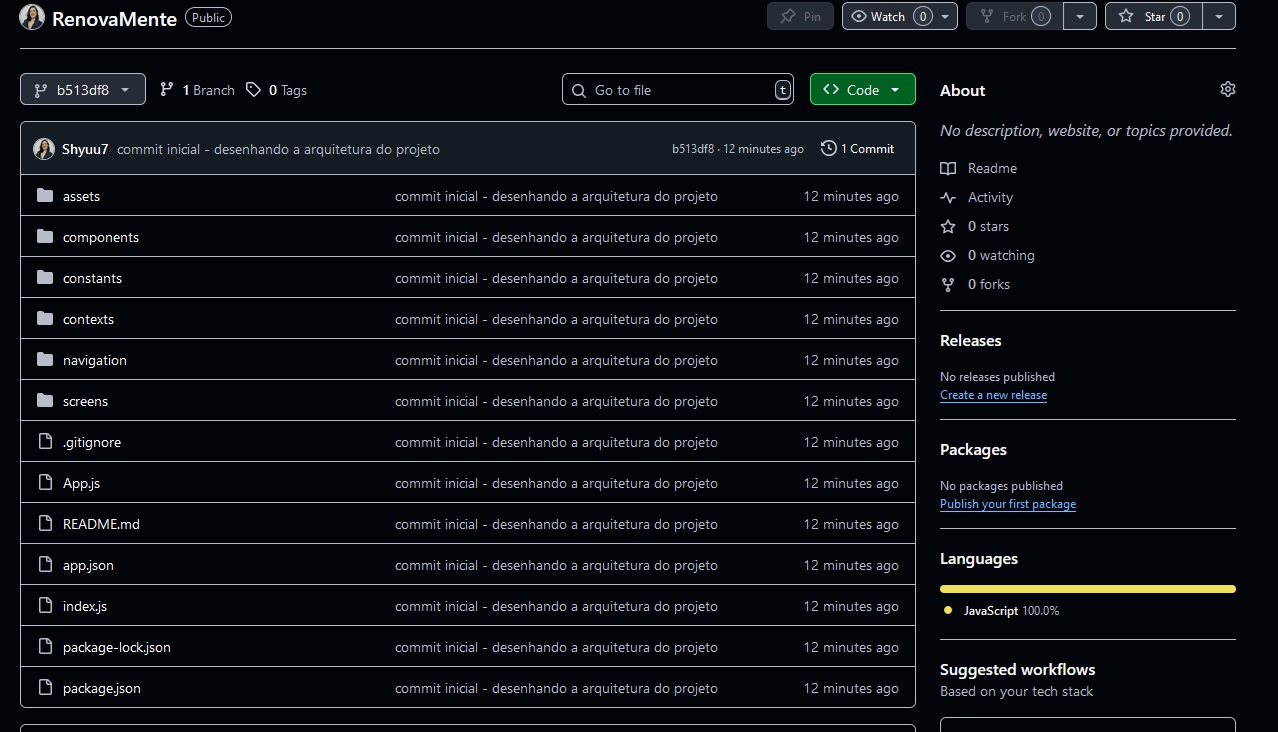 RenovaMente Public Pin Watch 0 Fork 0 Star 0
b513df8 1 Branch 0 Tags Go to file t Code
Shyuu7 commit inicial - desenhando a arquitetura do projeto b513df8 · 12 minutes ago 1 Commit
assets commit inicial - desenhando a arquitetura do projeto 12 minutes ago
components commit inicial - desenhando a arquitetura do projeto 12 minutes ago
constants commit inicial - desenhando a arquitetura do projeto 12 minutes ago
contexts commit inicial - desenhando a arquitetura do projeto 12 minutes ago
navigation commit inicial - desenhando a arquitetura do projeto 12 minutes ago
screens commit inicial - desenhando a arquitetura do projeto 12 minutes ago
.gitignore commit inicial - desenhando a arquitetura do projeto 12 minutes ago
App.js commit inicial - desenhando a arquitetura do projeto 12 minutes ago
README.md commit inicial - desenhando a arquitetura do projeto 12 minutes ago
app.json commit inicial - desenhando a arquitetura do projeto 12 minutes ago
index.js commit inicial - desenhando a arquitetura do projeto 12 minutes ago
package-lock.json commit inicial - desenhando a arquitetura do projeto 12 minutes ago
package.json commit inicial - desenhando a arquitetura do projeto 12 minutes ago
About
No description, website, or topics provided.
Readme
Activity
0 stars
0 watching
0 forks
Releases
No releases published
Create a new release
Packages
No packages published
Publish your first package
Languages
JavaScript 100.0%
Suggested workflows
Based on your tech stack